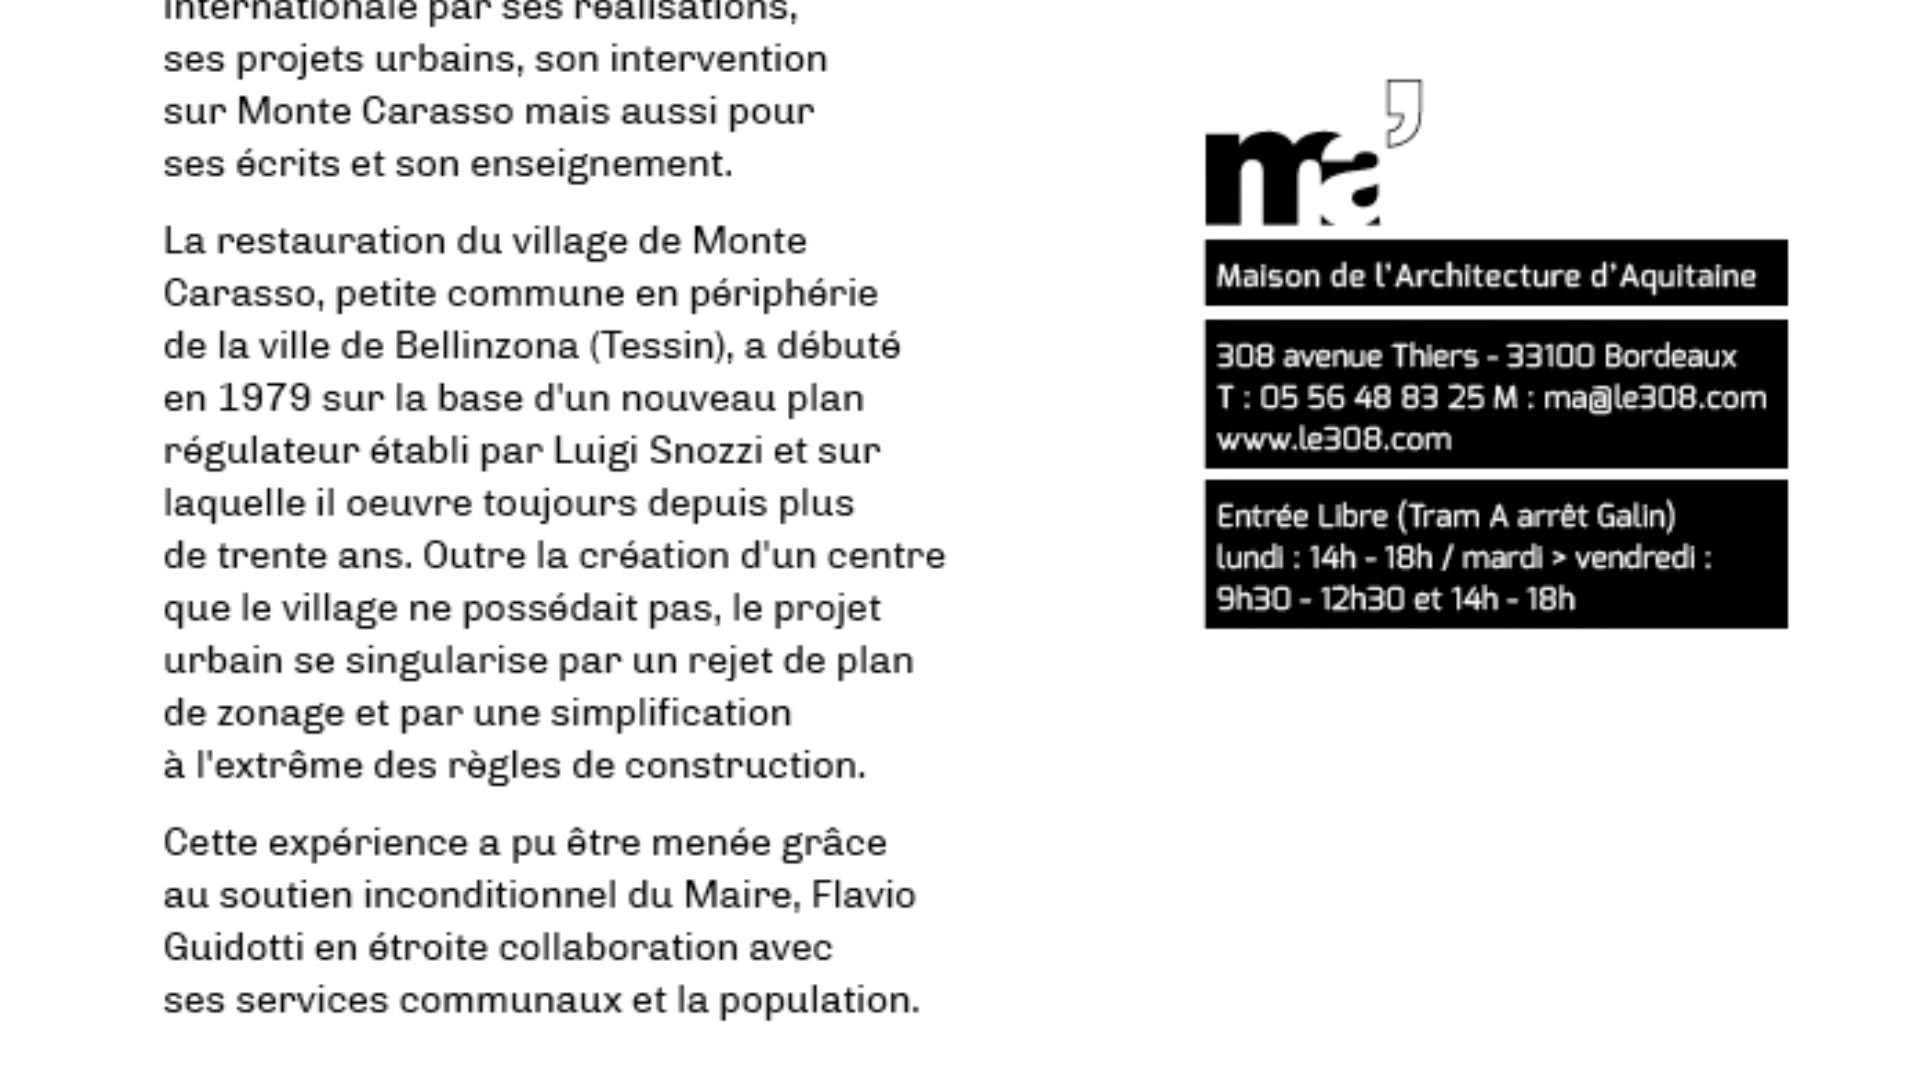 internationale par ses réalisations,
ses projets urbains, son intervention
sur Monte Carasso mais aussi pour
ses écrits et son enseignement.
La restauration du village de Monte
Carasso, petite commune en périphérie
de la ville de Bellinzona (Tessin), a débuté
en 1979 sur la base d'un nouveau plan
régulateur établi par Luigi Snozzi et sur
laquelle il oeuvre toujours depuis plus
de trente ans. Outre la création d'un centre
que le village ne possédait pas, le projet
urbain se singularise par un rejet de plan
de zonage et par une simplification
à l'extrême des règles de construction.
Cette expérience a pu être menée grâce
au soutien inconditionnel du Maire, Flavio
Guidotti en étroite collaboration avec
ses services communaux et la population.
ma’
Maison de l'Architecture d'Aquitaine
308 avenue Thiers - 33100 Bordeaux
T : 05 56 48 83 25 M : ma@le308.com
www.le308.com
Entrée Libre (Tram A arrêt Galin)
lundi : 14h - 18h / mardi > vendredi :
9h30 - 12h30 et 14h - 18h